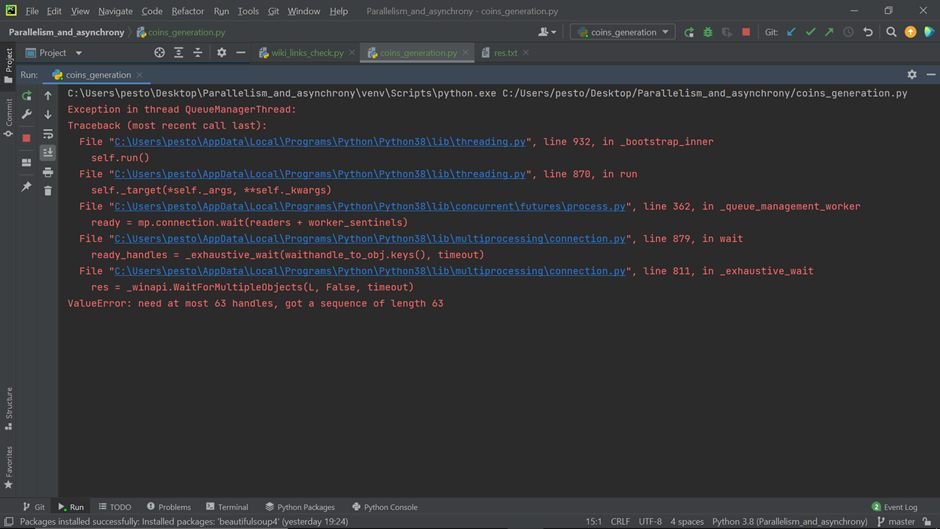 File Edit View Navigate Code Refactor Run Tools Git Window Help Parallelism_and_asynchrony - coins_generation.py
Parallelism_and_asynchrony coins_generation.py coins_generation Git:
Project wiki_links_check.py coins_generation.py res.txt
Project
Run: coins_generation
Commit
C:\Users\pesto\Desktop\Parallelism_and_asynchrony\venv\Scripts\python.exe C:/Users/pesto/Desktop/Parallelism_and_asynchrony/coins_generation.py
Exception in thread QueueManagerThread:
Traceback (most recent call last):
File "C:\Users\pesto\AppData\Local\Programs\Python\Python38\lib\threading.py", line 932, in _bootstrap_inner
self.run()
File "C:\Users\pesto\AppData\Local\Programs\Python\Python38\lib\threading.py", line 870, in run
self._target(*self._args, **self._kwargs)
File "C:\Users\pesto\AppData\Local\Programs\Python\Python38\lib\concurrent\futures\process.py", line 362, in _queue_management_worker
ready = mp.connection.wait(readers + worker_sentinels)
File "C:\Users\pesto\AppData\Local\Programs\Python\Python38\lib\multiprocessing\connection.py", line 879, in wait
ready_handles = _exhaustive_wait(waithandle_to_obj.keys(), timeout)
File "C:\Users\pesto\AppData\Local\Programs\Python\Python38\lib\multiprocessing\connection.py", line 811, in _exhaustive_wait
res = _winapi.WaitForMultipleObjects(L, False, timeout)
ValueError: need at most 63 handles, got a sequence of length 63
Structure
Favorites
Git Run TODO Problems Terminal Python Packages Python Console 2 Event Log
Packages installed successfully: Installed packages: 'beautifulsoup4' (yesterday 19:24) 15:1 CRLF UTF-8 4 spaces Python 3.8 (Parallelism_and_asynchrony) master